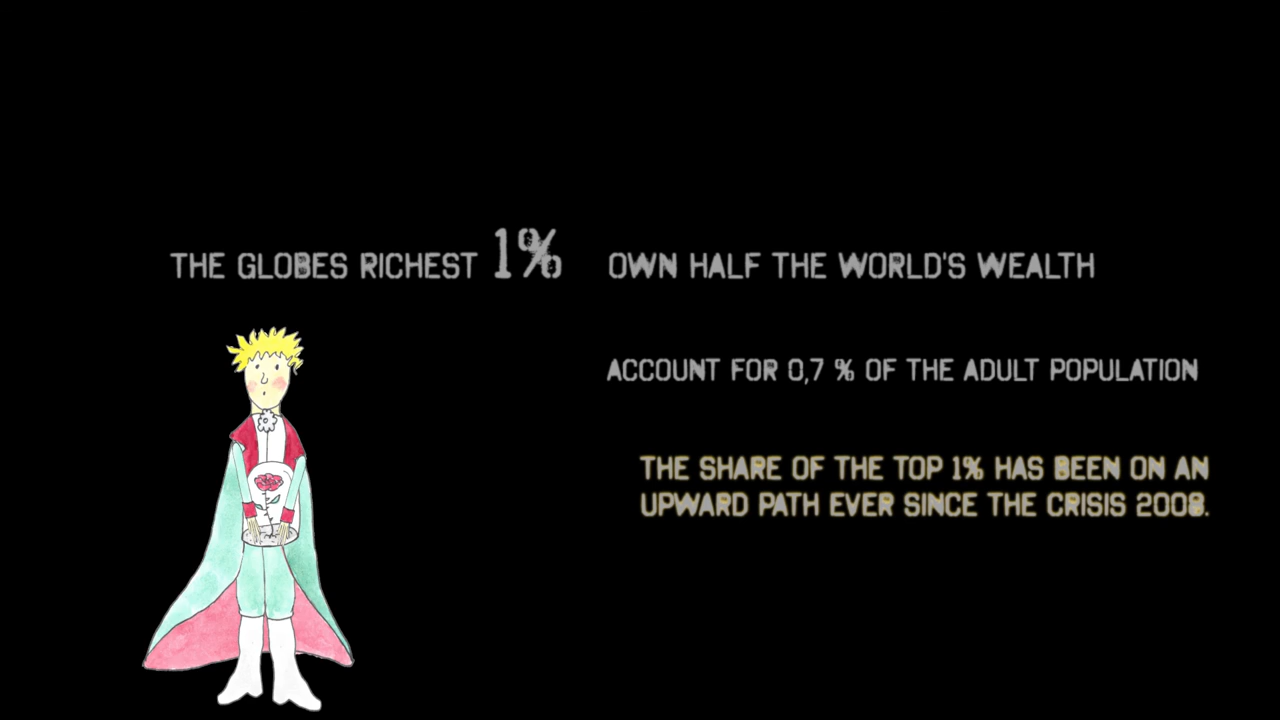 THE GLOBES RICHEST 1% OWN HALF THE WORLD'S WEALTH
ACCOUNT FOR 0,7 % OF THE ADULT POPULATION
THE SHARE OF THE TOP 1% HAS BEEN ON AN
UPWARD PATH EVER SINCE THE CRISIS 2008.